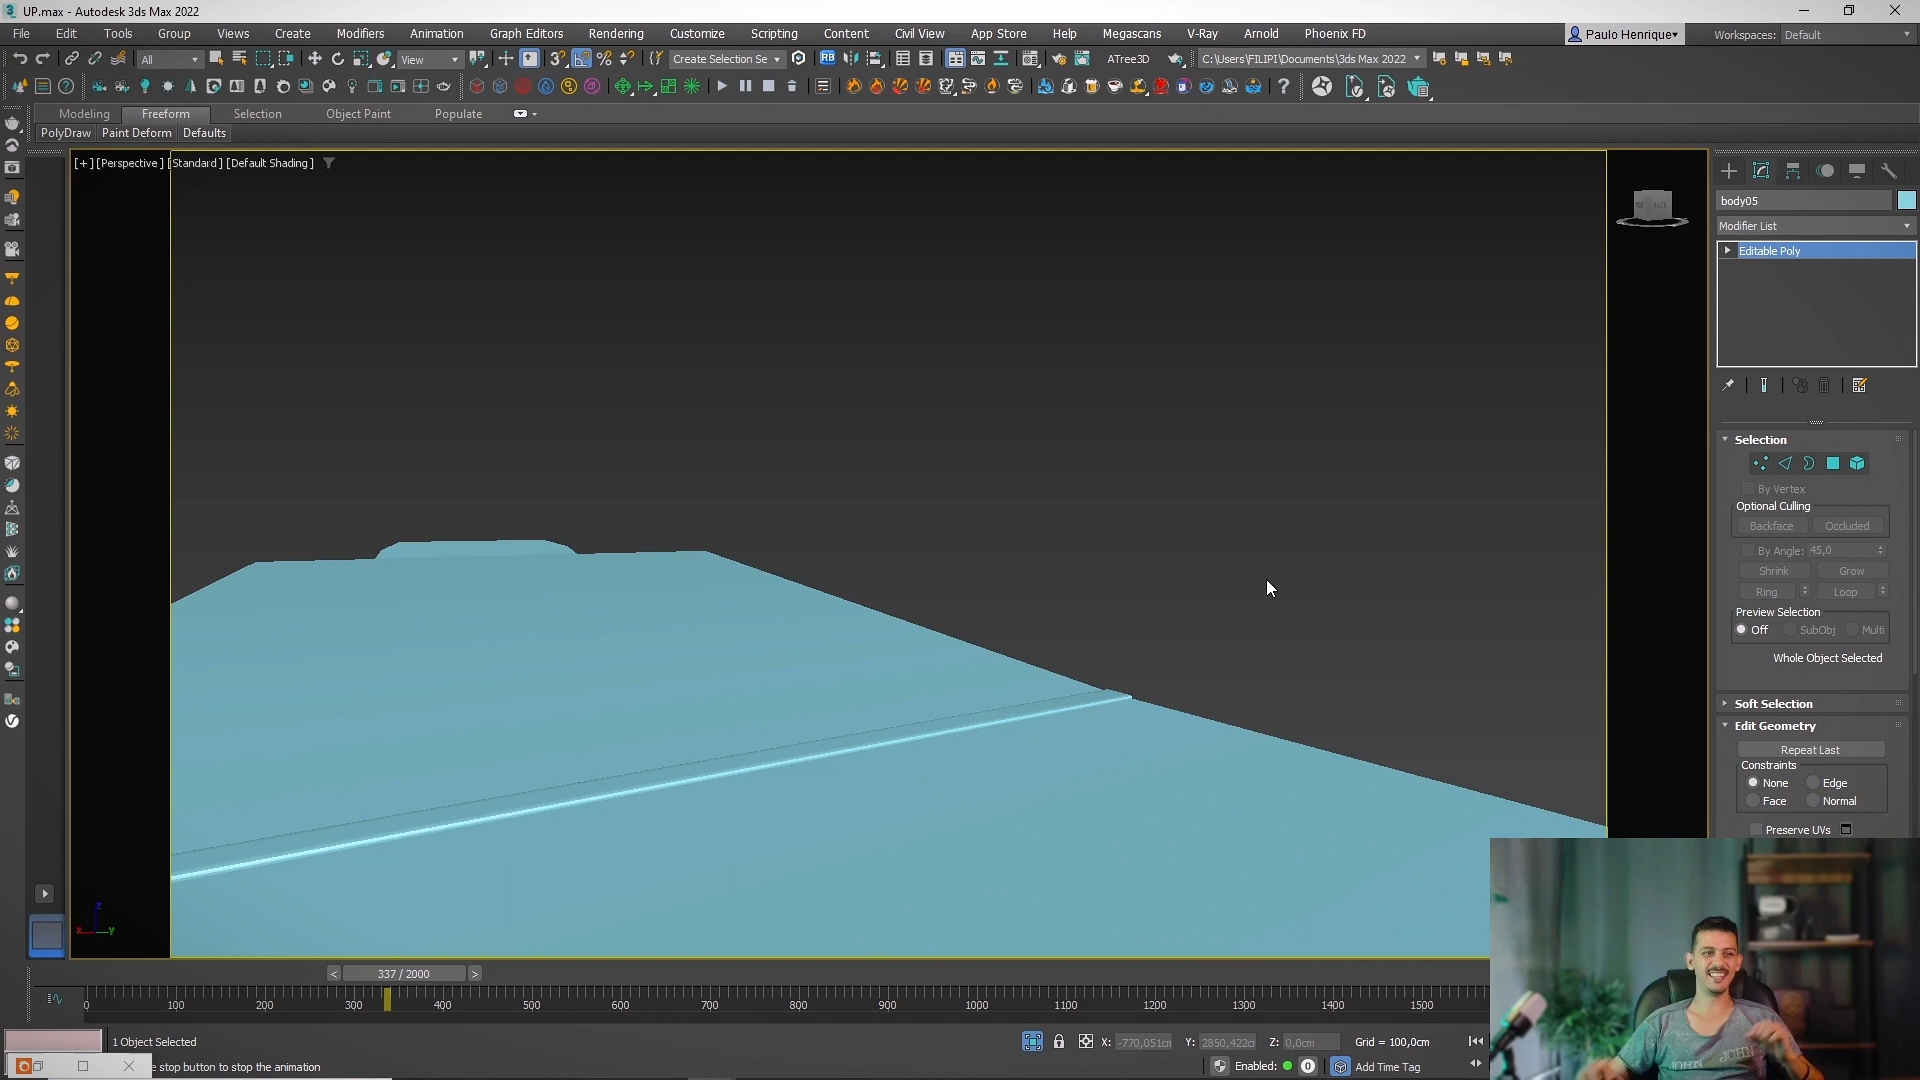 UP.max - Autodesk 3ds Max 2022
File Edit Tools Group Views Create Modifiers Animation Graph Editors Rendering Customize Scripting Content Civil View App Store Help Megascans V-Ray Arnold Phoenix FD Paulo Henrique Workspaces: Default
All View Create Selection Se RB ATree3D C:\Users\FILIPI\Documents\3ds Max 2022
Modeling Freeform Selection Object Paint Populate
PolyDraw Paint Deform Defaults
[+] [Perspective] [Standard] [Default Shading]
BACK
body05
Modifier List
Editable Poly
Selection
By Vertex
Optional Culling
Backface Occluded
By Angle: 45,0
Shrink Grow
Ring Loop
Preview Selection
Off SubObj Multi
Whole Object Selected
Soft Selection
Edit Geometry
Repeat Last
Constraints
None Edge
Face Normal
Preserve UVs
z
x y
< 337 / 2000 >
0 100 200 300 400 500 600 700 800 900 1000 1100 1200 1300 1400 1500
1 Object Selected X: -770,051cm Y: 2850,422cm Z: 0,0cm Grid = 100,0cm
e stop button to stop the animation Enabled: 0 Add Time Tag
JOHN JOHN